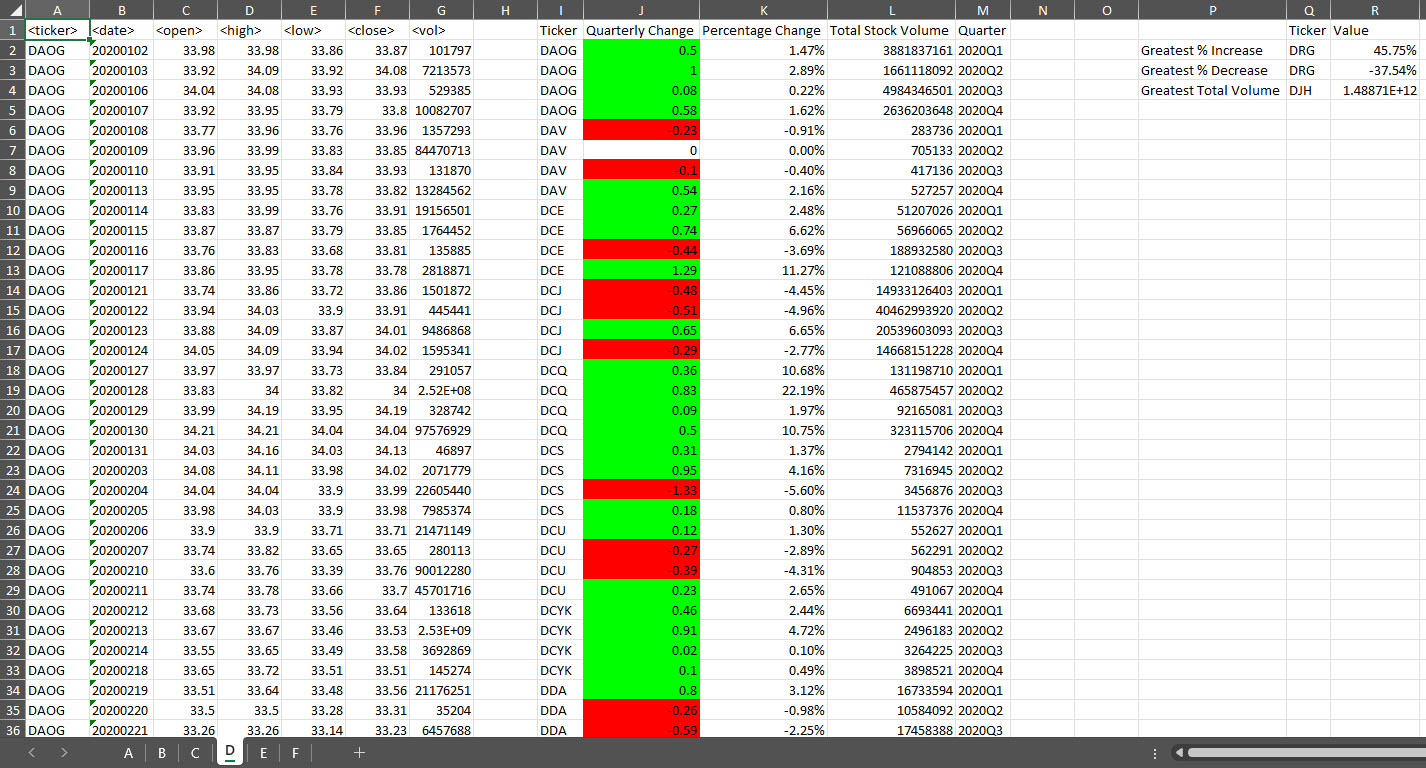 A B C D E F G H I J K L M N O P Q R
1 <ticker> <date> <open> <high> <low> <close> <vol> Ticker Quarterly Change Percentage Change Total Stock Volume Quarter Ticker Value
2 DAOG 20200102 33.98 33.98 33.86 33.87 101797 DAOG 0.5 1.47% 3881837161 2020Q1 Greatest % Increase DRG 45.75%
3 DAOG 20200103 33.92 34.09 33.92 34.08 7213573 DAOG 1 2.89% 1661118092 2020Q2 Greatest % Decrease DRG -37.54%
4 DAOG 20200106 34.04 34.08 33.93 33.93 529385 DAOG 0.08 0.22% 4984346501 2020Q3 Greatest Total Volume DJH 1.48871E+12
5 DAOG 20200107 33.92 33.95 33.79 33.8 10082707 DAOG 0.58 1.62% 2636203648 2020Q4
6 DAOG 20200108 33.77 33.96 33.76 33.96 1357293 DAV -0.23 -0.91% 283736 2020Q1
7 DAOG 20200109 33.96 33.99 33.83 33.85 84470713 DAV 0 0.00% 705133 2020Q2
8 DAOG 20200110 33.91 33.95 33.84 33.93 131870 DAV -0.1 -0.40% 417136 2020Q3
9 DAOG 20200113 33.95 33.95 33.78 33.82 13284562 DAV 0.54 2.16% 527257 2020Q4
10 DAOG 20200114 33.83 33.99 33.76 33.91 19156501 DCE 0.27 2.48% 51207026 2020Q1
11 DAOG 20200115 33.87 33.87 33.79 33.85 1764452 DCE 0.74 6.62% 56966065 2020Q2
12 DAOG 20200116 33.76 33.83 33.68 33.81 135885 DCE -0.44 -3.69% 188932580 2020Q3
13 DAOG 20200117 33.86 33.95 33.78 33.78 2818871 DCE 1.29 11.27% 121088806 2020Q4
14 DAOG 20200121 33.74 33.86 33.72 33.86 1501872 DCJ -0.48 -4.45% 14933126403 2020Q1
15 DAOG 20200122 33.94 34.03 33.9 33.91 445441 DCJ -0.51 -4.96% 40462993920 2020Q2
16 DAOG 20200123 33.88 34.09 33.87 34.01 9486868 DCJ 0.65 6.65% 20539603093 2020Q3
17 DAOG 20200124 34.05 34.09 33.94 34.02 1595341 DCJ -0.29 -2.77% 14668151228 2020Q4
18 DAOG 20200127 33.97 33.97 33.73 33.84 291057 DCQ 0.36 10.68% 131198710 2020Q1
19 DAOG 20200128 33.83 34 33.82 34 2.52E+08 DCQ 0.83 22.19% 465875457 2020Q2
20 DAOG 20200129 33.99 34.19 33.95 34.19 328742 DCQ 0.09 1.97% 92165081 2020Q3
21 DAOG 20200130 34.21 34.21 34.04 34.04 97576929 DCQ 0.5 10.75% 323115706 2020Q4
22 DAOG 20200131 34.03 34.16 34.03 34.13 46897 DCS 0.31 1.37% 2794142 2020Q1
23 DAOG 20200203 34.08 34.11 33.98 34.02 2071779 DCS 0.95 4.16% 7316945 2020Q2
24 DAOG 20200204 34.04 34.04 33.9 33.99 22605440 DCS -1.33 -5.60% 3456876 2020Q3
25 DAOG 20200205 33.98 34.03 33.9 33.98 7985374 DCS 0.18 0.80% 11537376 2020Q4
26 DAOG 20200206 33.9 33.9 33.71 33.71 21471149 DCU 0.12 1.30% 552627 2020Q1
27 DAOG 20200207 33.74 33.82 33.65 33.65 280113 DCU -0.27 -2.89% 562291 2020Q2
28 DAOG 20200210 33.6 33.76 33.39 33.76 90012280 DCU -0.39 -4.31% 904853 2020Q3
29 DAOG 20200211 33.74 33.78 33.66 33.7 45701716 DCU 0.23 2.65% 491067 2020Q4
30 DAOG 20200212 33.68 33.73 33.56 33.64 133618 DCYK 0.46 2.44% 6693441 2020Q1
31 DAOG 20200213 33.67 33.67 33.46 33.53 2.53E+09 DCYK 0.91 4.72% 2496183 2020Q2
32 DAOG 20200214 33.55 33.65 33.49 33.58 3692869 DCYK 0.02 0.10% 3264225 2020Q3
33 DAOG 20200218 33.65 33.72 33.51 33.51 145274 DCYK 0.1 0.49% 3898521 2020Q4
34 DAOG 20200219 33.51 33.64 33.48 33.56 21176251 DDA 0.8 3.12% 16733594 2020Q1
35 DAOG 20200220 33.5 33.5 33.28 33.31 35204 DDA -0.26 -0.98% 10584092 2020Q2
36 DAOG 20200221 33.26 33.26 33.14 33.23 6457688 DDA -0.59 -2.25% 17458388 2020Q3
A B C D E F